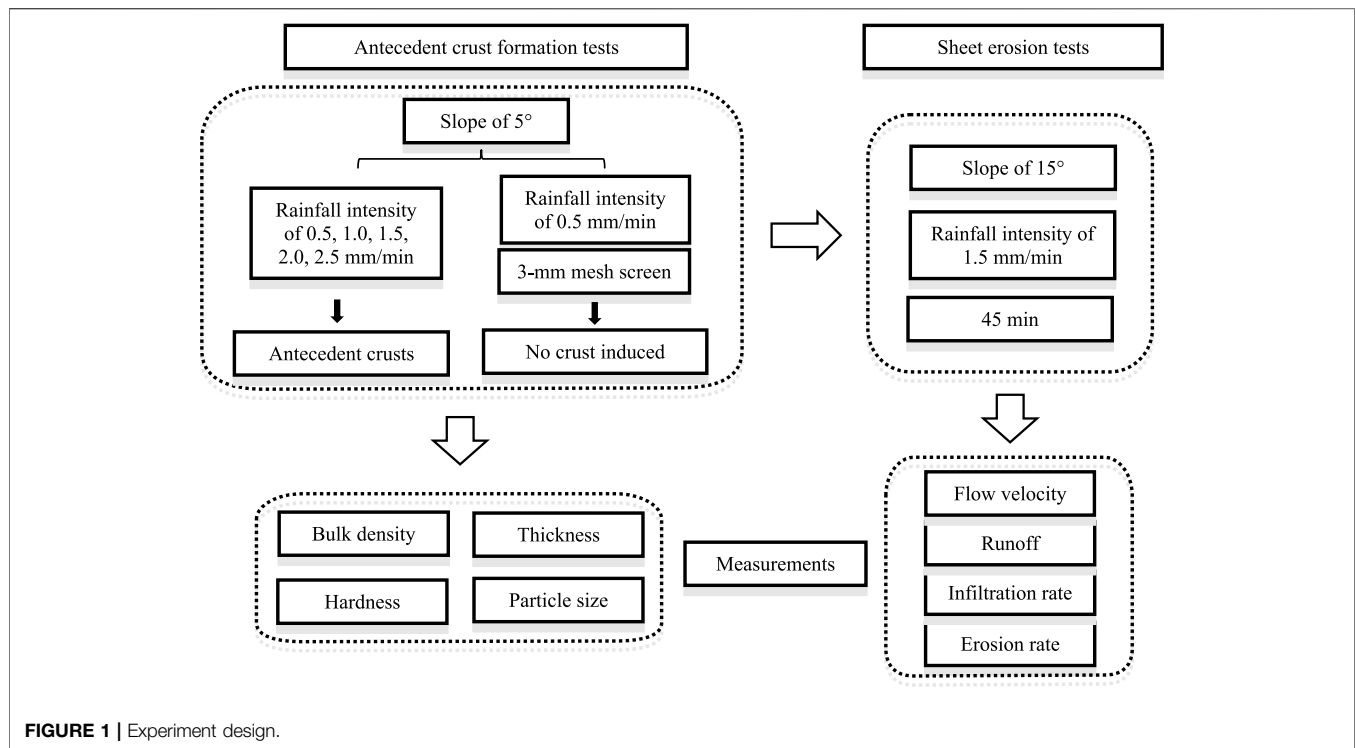 Antecedent crust formation tests
Sheet erosion tests
Slope of 5°
Rainfall intensity
of 0.5, 1.0, 1.5,
2.0, 2.5 mm/min
Rainfall intensity
of 0.5 mm/min
3-mm mesh screen
Antecedent crusts
No crust induced
Slope of 15°
Rainfall intensity of
1.5 mm/min
45 min
Bulk density
Thickness
Hardness
Particle size
Measurements
Flow velocity
Runoff
Infiltration rate
Erosion rate
FIGURE 1 | Experiment design.